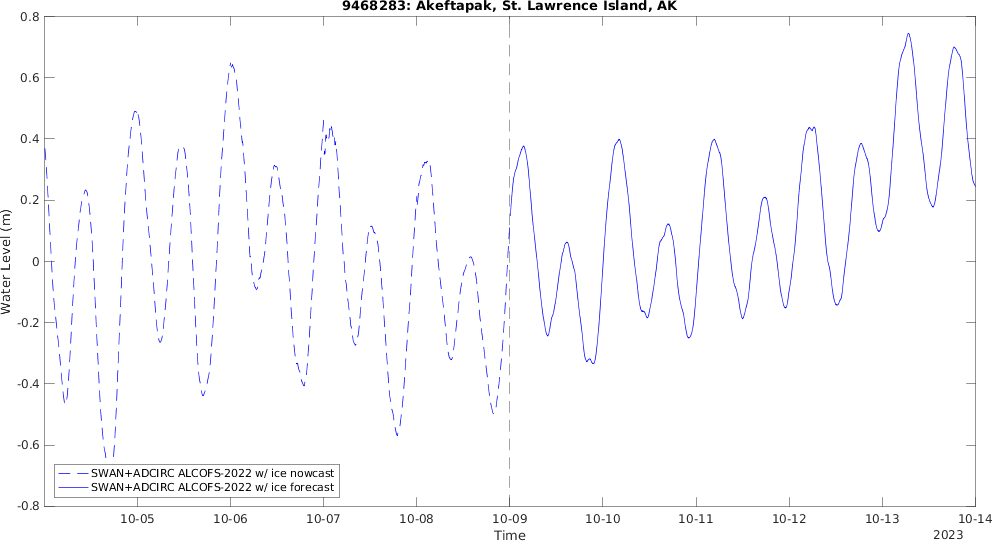 9468283: Akeftapak, St. Lawrence Island, AK
Water Level (m)
0.8
0.6
0.4
0.2
0
-0.2
-0.4
-0.6
-0.8
SWAN+ADCIRC ALCOFS-2022 w/ ice nowcast
SWAN+ADCIRC ALCOFS-2022 w/ ice forecast
10-05 10-06 10-07 10-08 10-09 10-10 10-11 10-12 10-13 10-14
Time
2023